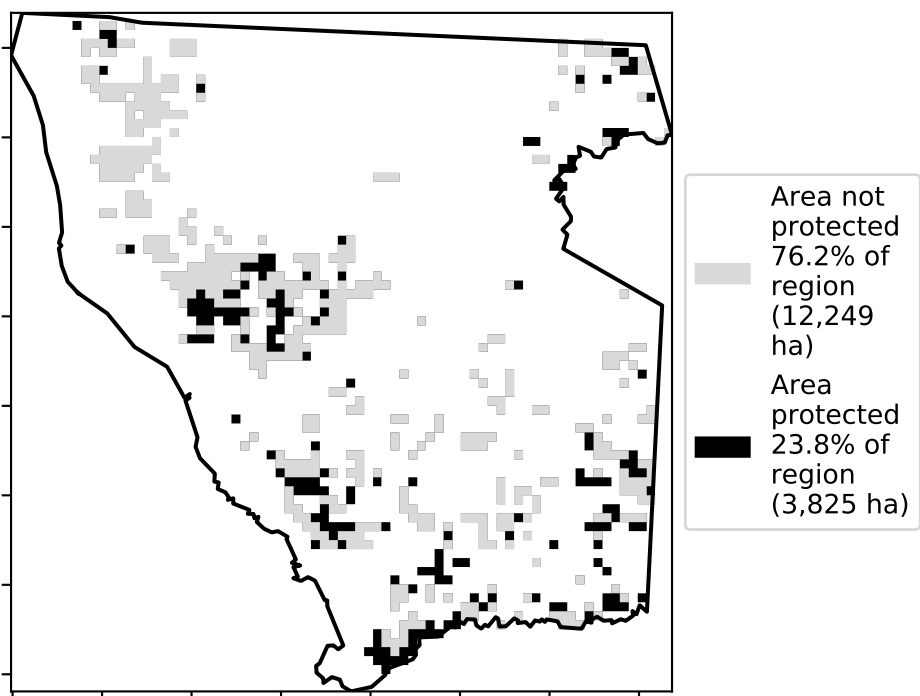 Area not
protected
76.2% of
region
(12,249
ha)
Area
protected
23.8% of
region
(3,825 ha)